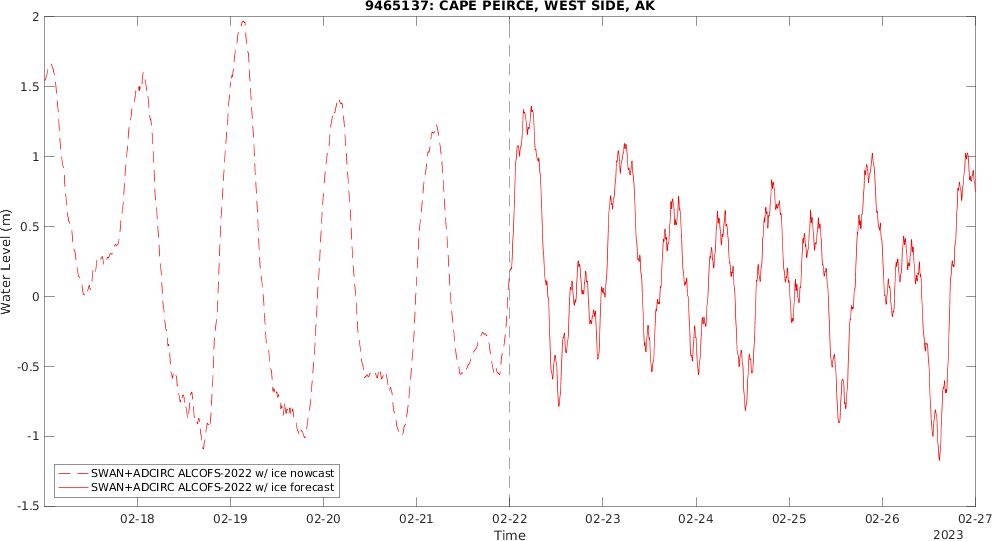 9465137: CAPE PEIRCE, WEST SIDE, AK
2
1.5
1
0.5
0
-0.5
-1
-1.5
Water Level (m)
SWAN+ADCIRC ALCOFS-2022 w/ ice nowcast
SWAN+ADCIRC ALCOFS-2022 w/ ice forecast
02-18 02-19 02-20 02-21 02-22 02-23 02-24 02-25 02-26 02-27
Time
2023